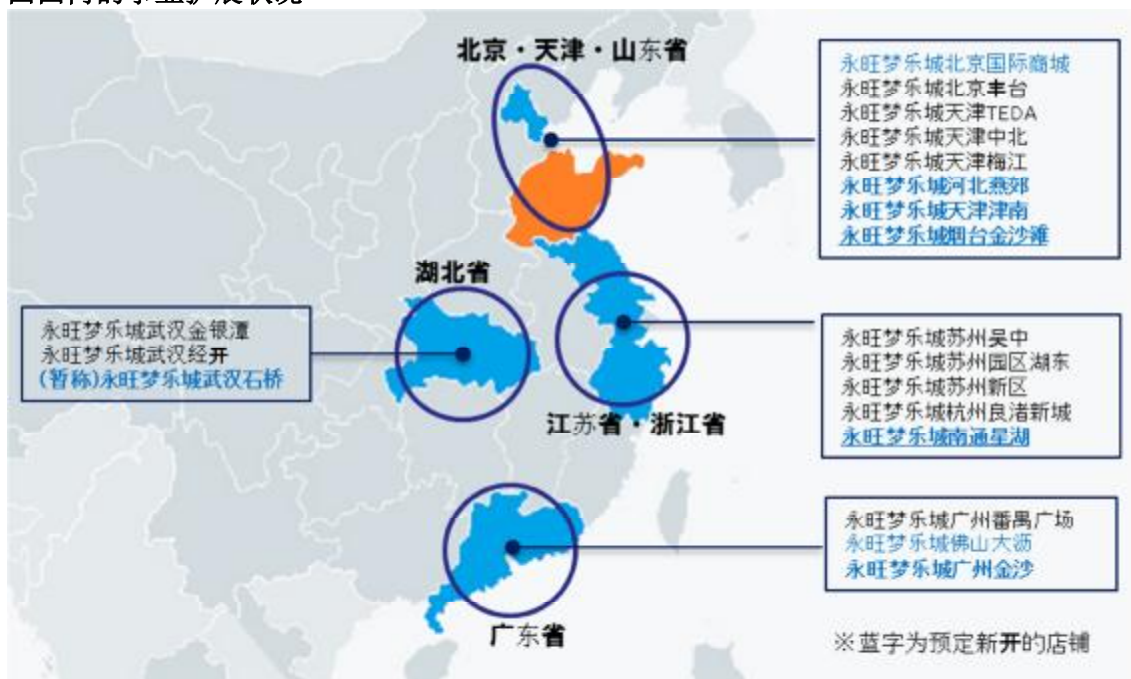 北京・天津・山东省
永旺梦乐城北京国际商城
永旺梦乐城北京丰台
永旺梦乐城天津TEDA
永旺梦乐城天津中北
永旺梦乐城天津梅江
永旺梦乐城河北燕郊
永旺梦乐城天津津南
永旺梦乐城烟台金沙滩
湖北省
永旺梦乐城武汉金银潭
永旺梦乐城武汉经开
(暂称)永旺梦乐城武汉石桥
永旺梦乐城苏州吴中
永旺梦乐城苏州园区湖东
永旺梦乐城苏州新区
永旺梦乐城杭州良渚新城
永旺梦乐城南通星湖
江苏省・浙江省
永旺梦乐城广州番禺广场
永旺梦乐城佛山大沥
永旺梦乐城广州金沙
广东省
※蓝字为预定新开的店铺